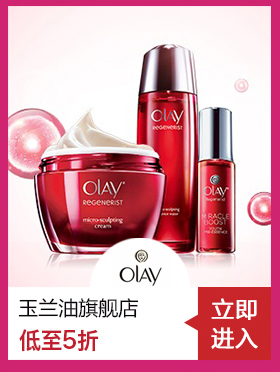 OLAY
REGENERIST
OLAY
Regenerist
MIRACLE
BOOST
OLAY
REGENERIST
micro-sculpting
cream
OLAY
玉兰油旗舰店
低至5折
立即
进入